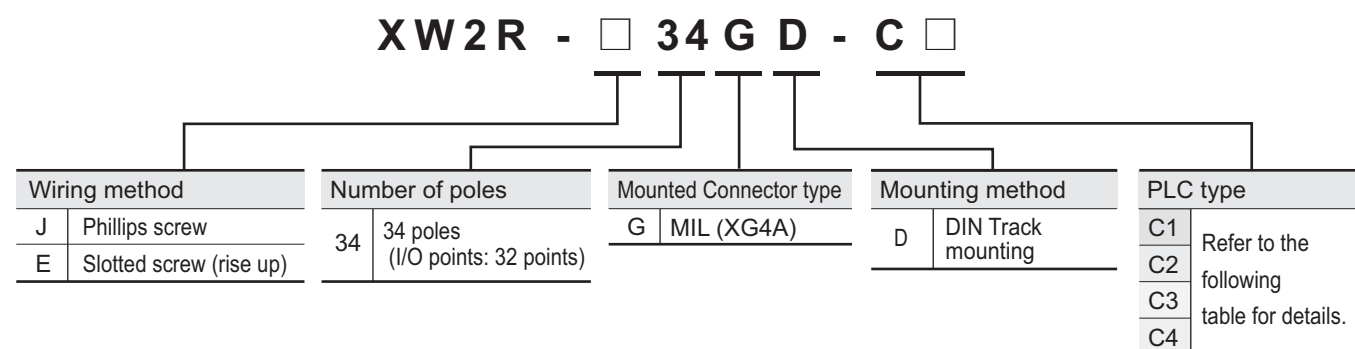 XW2R - □ 34 G D - C □
Wiring method
J Phillips screw
E Slotted screw (rise up)
Number of poles
34 34 poles
(I/O points: 32 points)
Mounted Connector type
G MIL (XG4A)
Mounting method
D DIN Track
mounting
PLC type
C1
C2
C3
C4
Refer to the
following
table for details.